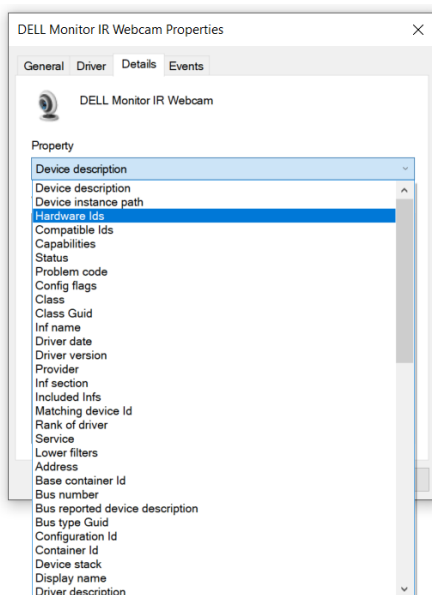 DELL Monitor IR Webcam Properties
General Driver Details Events
DELL Monitor IR Webcam
Property
Device description
Device description
Device instance path
Hardware Ids
Compatible Ids
Capabilities
Status
Problem code
Config flags
Class
Class Guid
Inf name
Driver date
Driver version
Provider
Inf section
Included Infs
Matching device Id
Rank of driver
Service
Lower filters
Address
Base container Id
Bus number
Bus reported device description
Bus type Guid
Configuration Id
Container Id
Device stack
Display name
Driver description